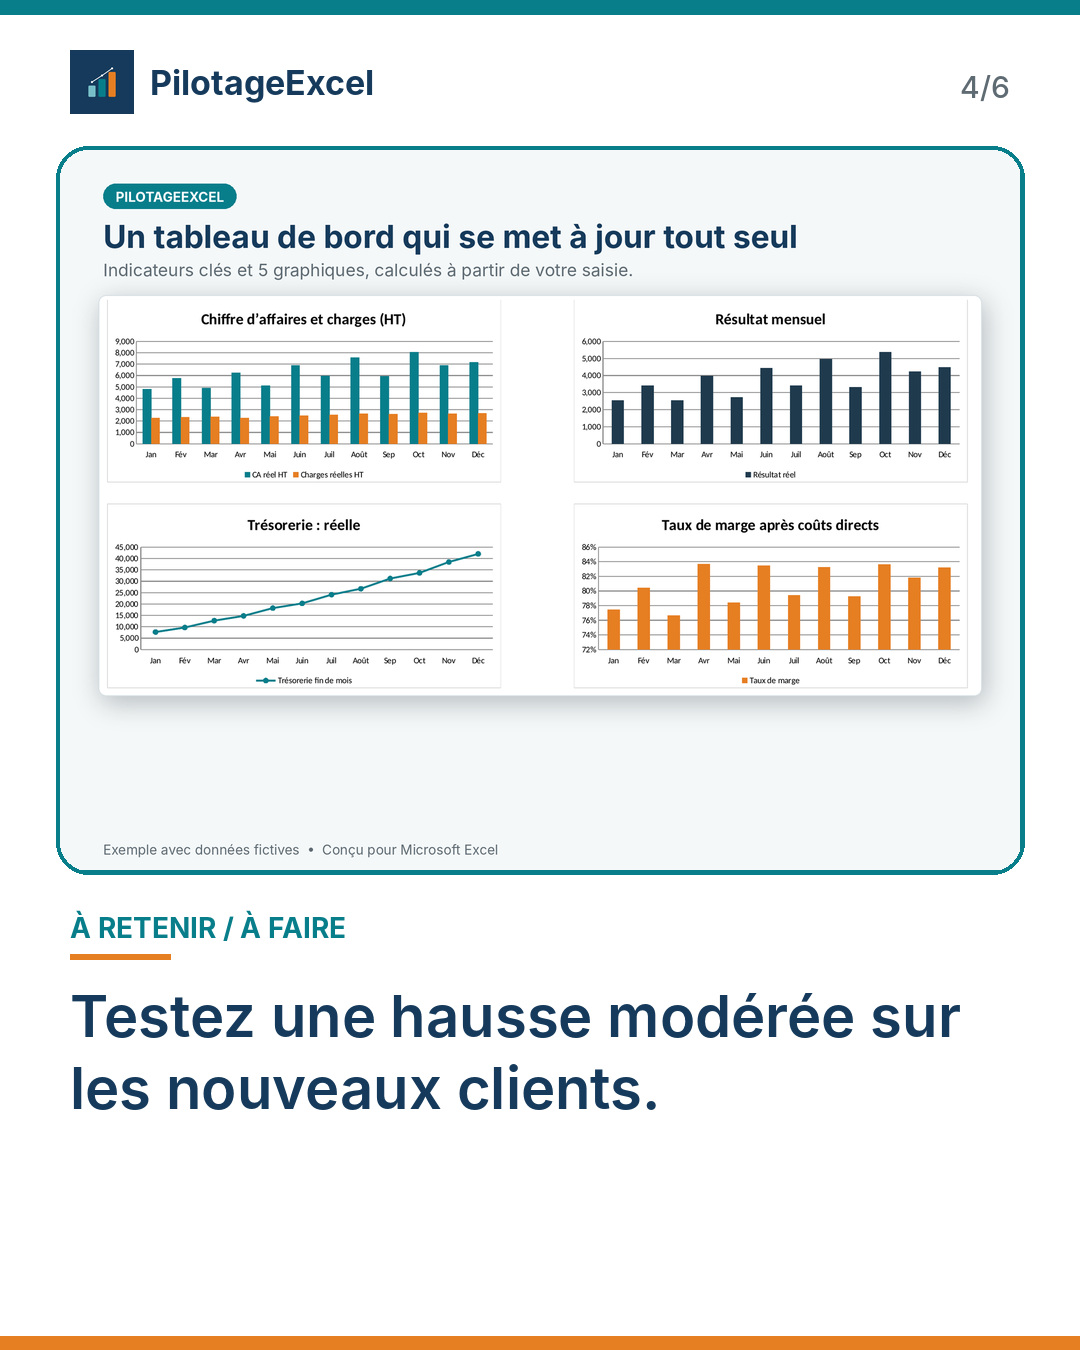 PilotageExcel
4/6
PILOTAGEEXCEL
Un tableau de bord qui se met à jour tout seul
Indicateurs clés et 5 graphiques, calculés à partir de votre saisie.
Chiffre d’affaires et charges (HT)
9,000
8,000
7,000
6,000
5,000
4,000
3,000
2,000
1,000
0
Jan Fév Mar Avr Mai Juin Juil Août Sep Oct Nov Déc
CA réel HT Charges réelles HT
Résultat mensuel
6,000
5,000
4,000
3,000
2,000
1,000
0
Jan Fév Mar Avr Mai Juin Juil Août Sep Oct Nov Déc
Résultat réel
Trésorerie : réelle
45,000
40,000
35,000
30,000
25,000
20,000
15,000
10,000
5,000
0
Jan Fév Mar Avr Mai Juin Juil Août Sep Oct Nov Déc
Trésorerie fin de mois
Taux de marge après coûts directs
86%
84%
82%
80%
78%
76%
74%
72%
Jan Fév Mar Avr Mai Juin Juil Août Sep Oct Nov Déc
Taux de marge
Exemple avec données fictives • Conçu pour Microsoft Excel
À RETENIR / À FAIRE
Testez une hausse modérée sur
les nouveaux clients.